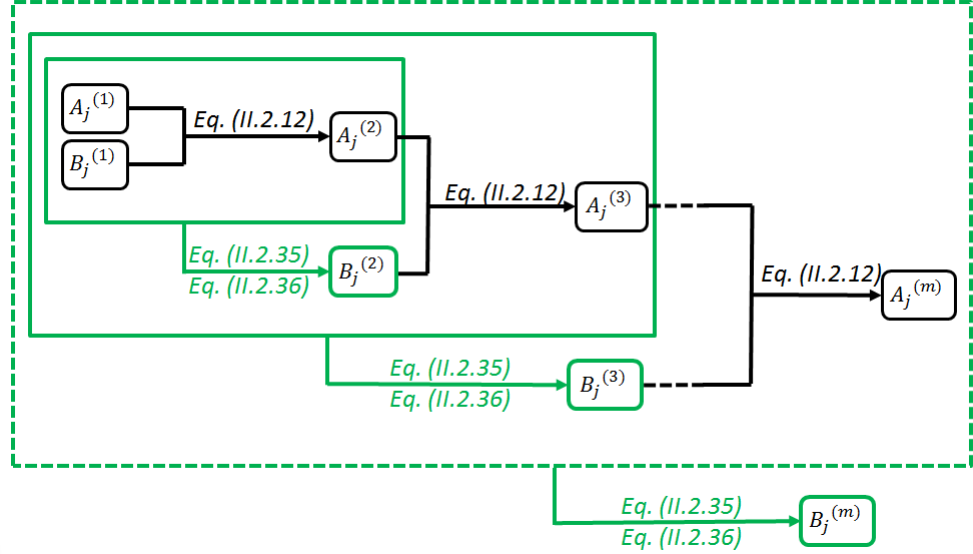 A_j^(1)
Eq. (II.2.12)
A_j^(2)
B_j^(1)
Eq. (II.2.12)
A_j^(3)
Eq. (II.2.35)
Eq. (II.2.36)
B_j^(2)
Eq. (II.2.12)
A_j^(m)
Eq. (II.2.35)
Eq. (II.2.36)
B_j^(3)
Eq. (II.2.35)
Eq. (II.2.36)
B_j^(m)